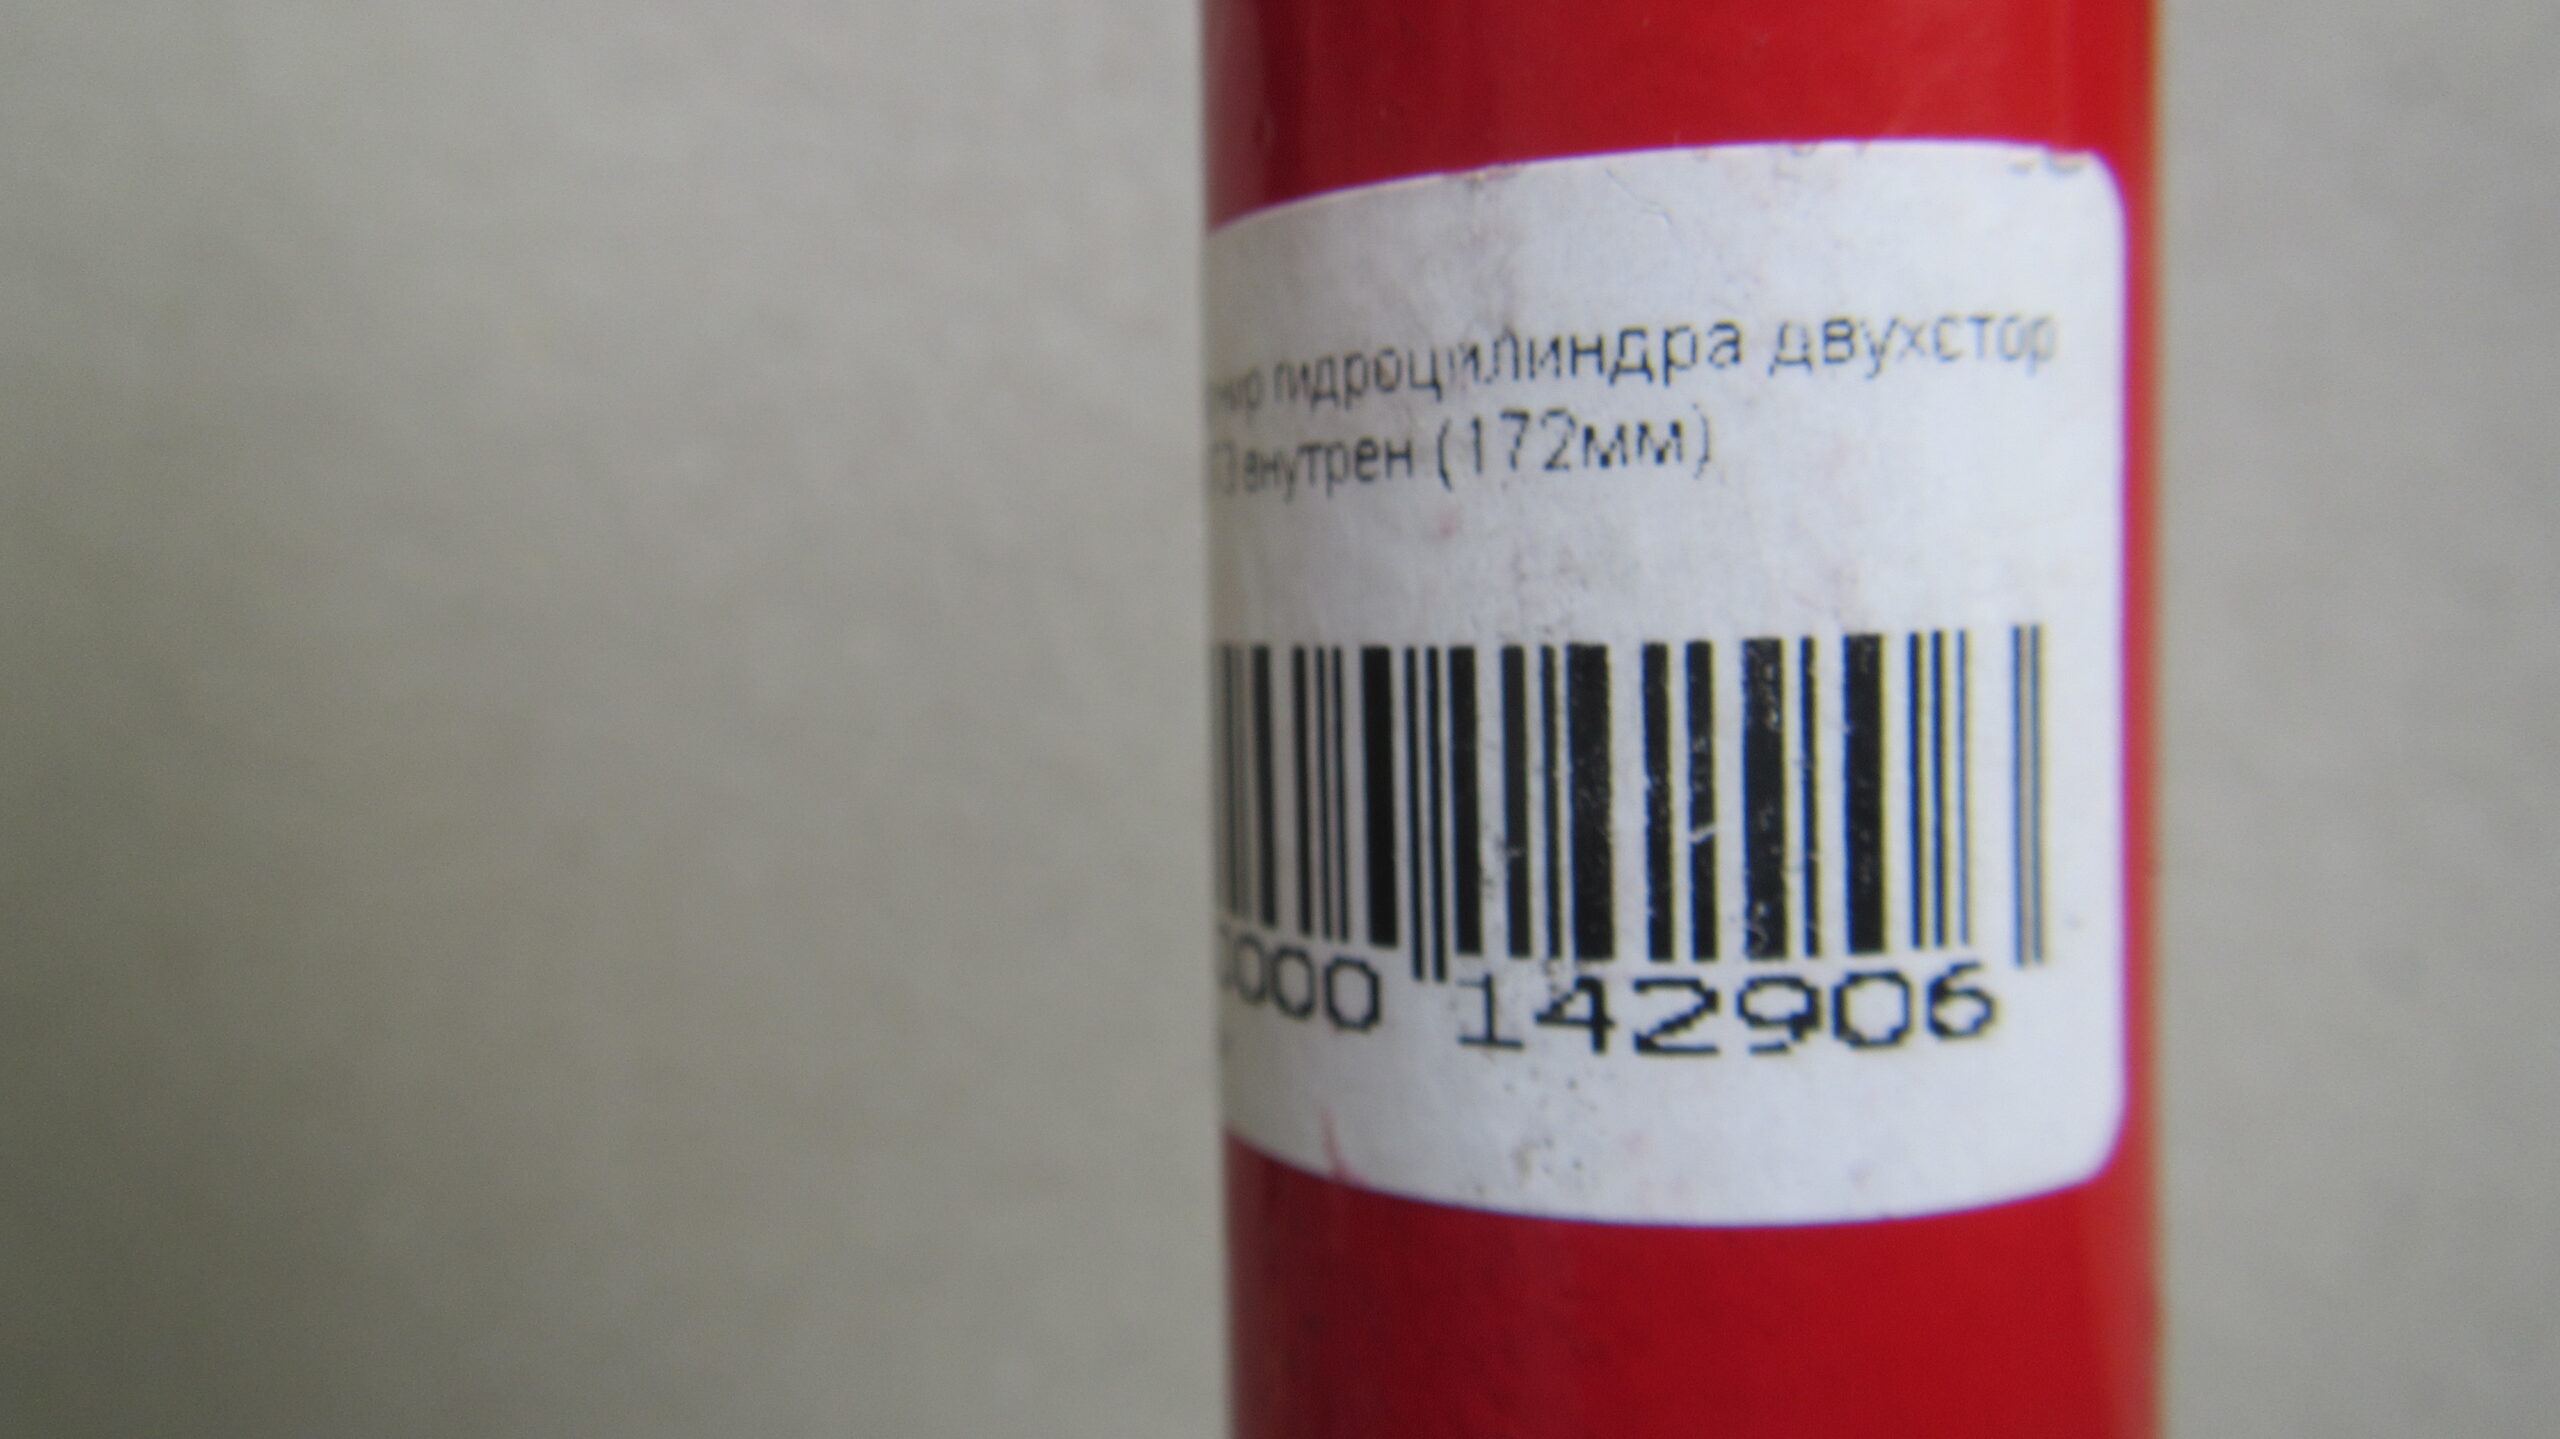 гидроцилиндра двухстор
внутрен (172мм)
000 142906